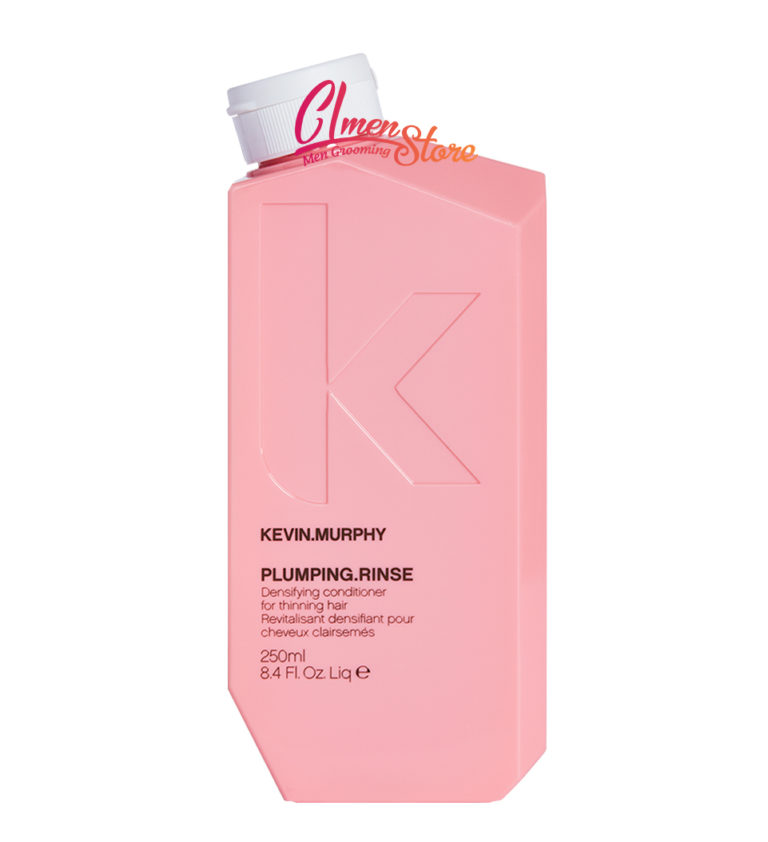 CImen Store
Men Grooming
KEVIN.MURPHY
PLUMPING.RINSE
Densifying conditioner
for thinning hair
Revitalisant densifiant pour
cheveux clairsemés
250ml
8.4 Fl. Oz. Liq ℮